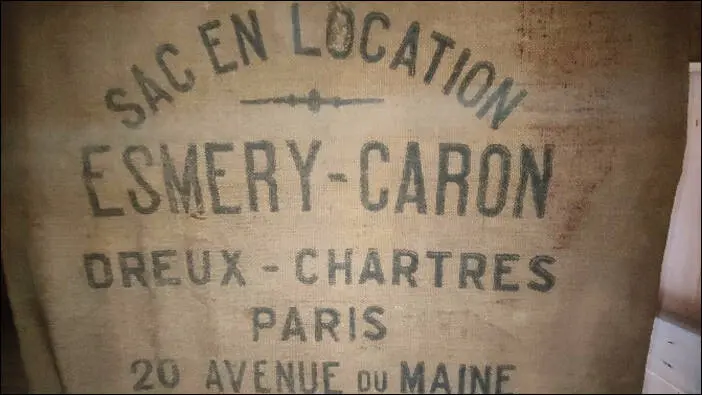 SAC EN LOCATION
ESMERY-CARON
DREUX - CHARTRES
PARIS
20 AVENUE DU MAINE